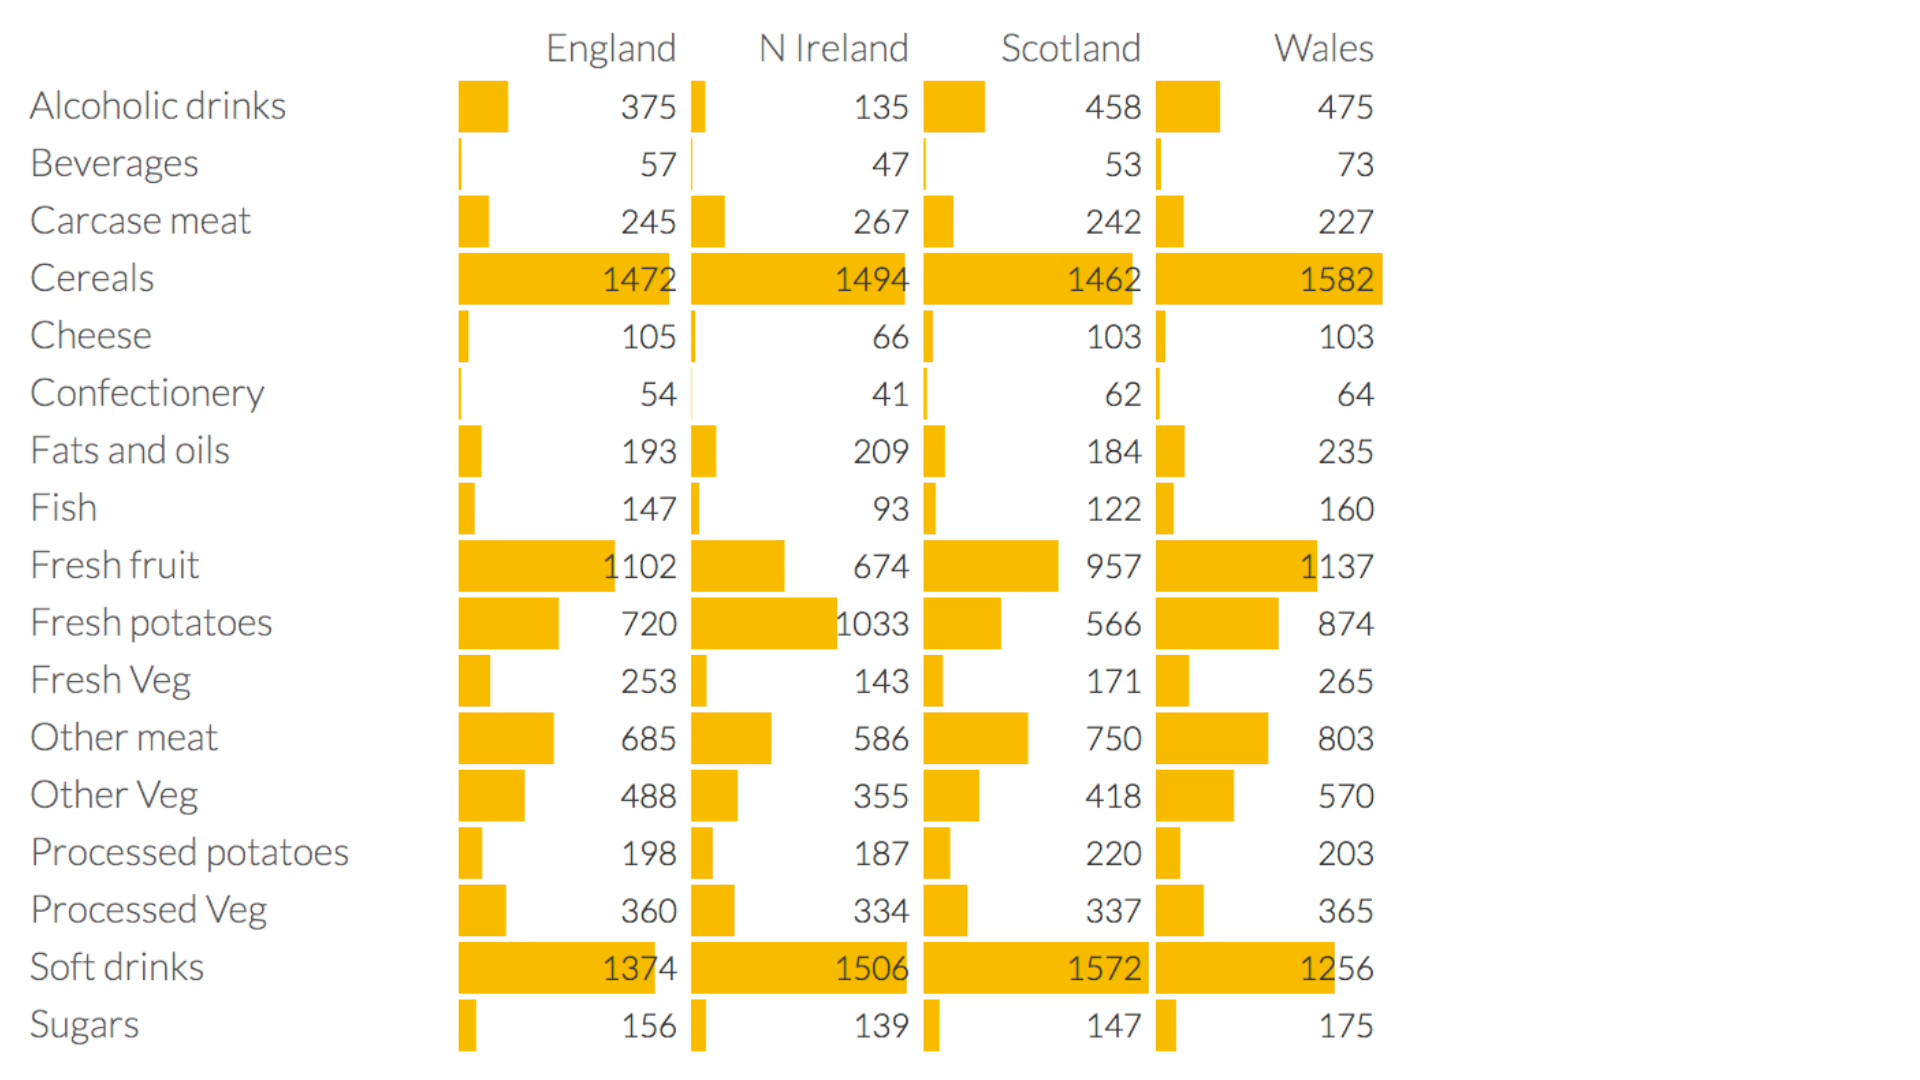 England N Ireland Scotland Wales
Alcoholic drinks 375 135 458 475
Beverages 57 47 53 73
Carcase meat 245 267 242 227
Cereals 1472 1494 1462 1582
Cheese 105 66 103 103
Confectionery 54 41 62 64
Fats and oils 193 209 184 235
Fish 147 93 122 160
Fresh fruit 1102 674 957 1137
Fresh potatoes 720 1033 566 874
Fresh Veg 253 143 171 265
Other meat 685 586 750 803
Other Veg 488 355 418 570
Processed potatoes 198 187 220 203
Processed Veg 360 334 337 365
Soft drinks 1374 1506 1572 1256
Sugars 156 139 147 175